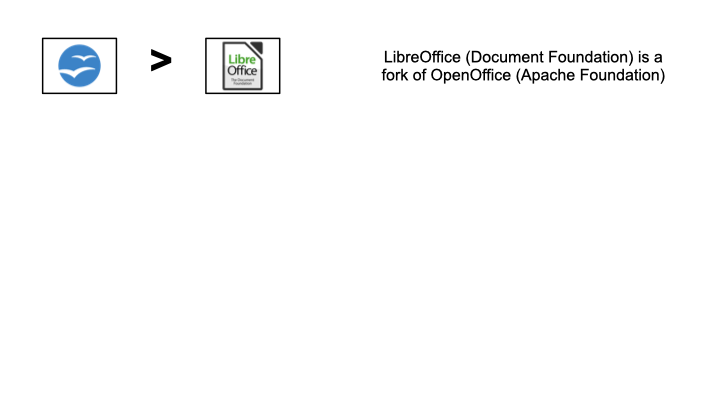 >
Libre
Office
The Document
Foundation
LibreOffice (Document Foundation) is a
fork of OpenOffice (Apache Foundation)